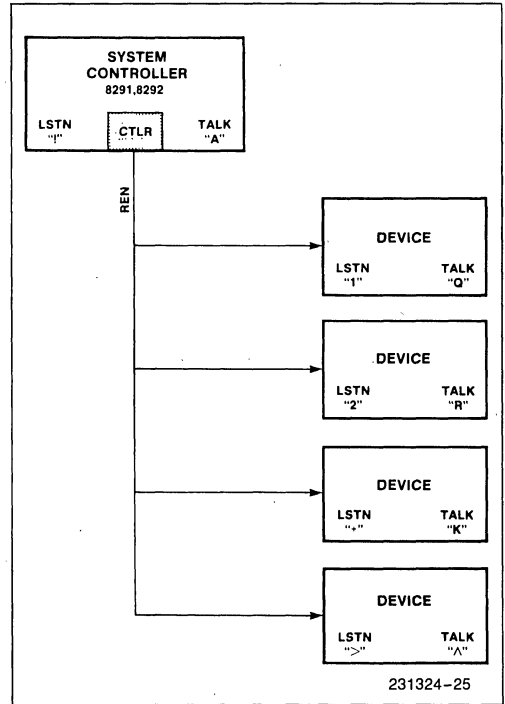 SYSTEM
CONTROLLER
8291,8292
LSTN
"!"
CTLR
TALK
"A"
REN
DEVICE
LSTN
"1"
TALK
"Q"
DEVICE
LSTN
"2"
TALK
"R"
DEVICE
LSTN
"+"
TALK
"K"
DEVICE
LSTN
">"
TALK
"^"
231324-25